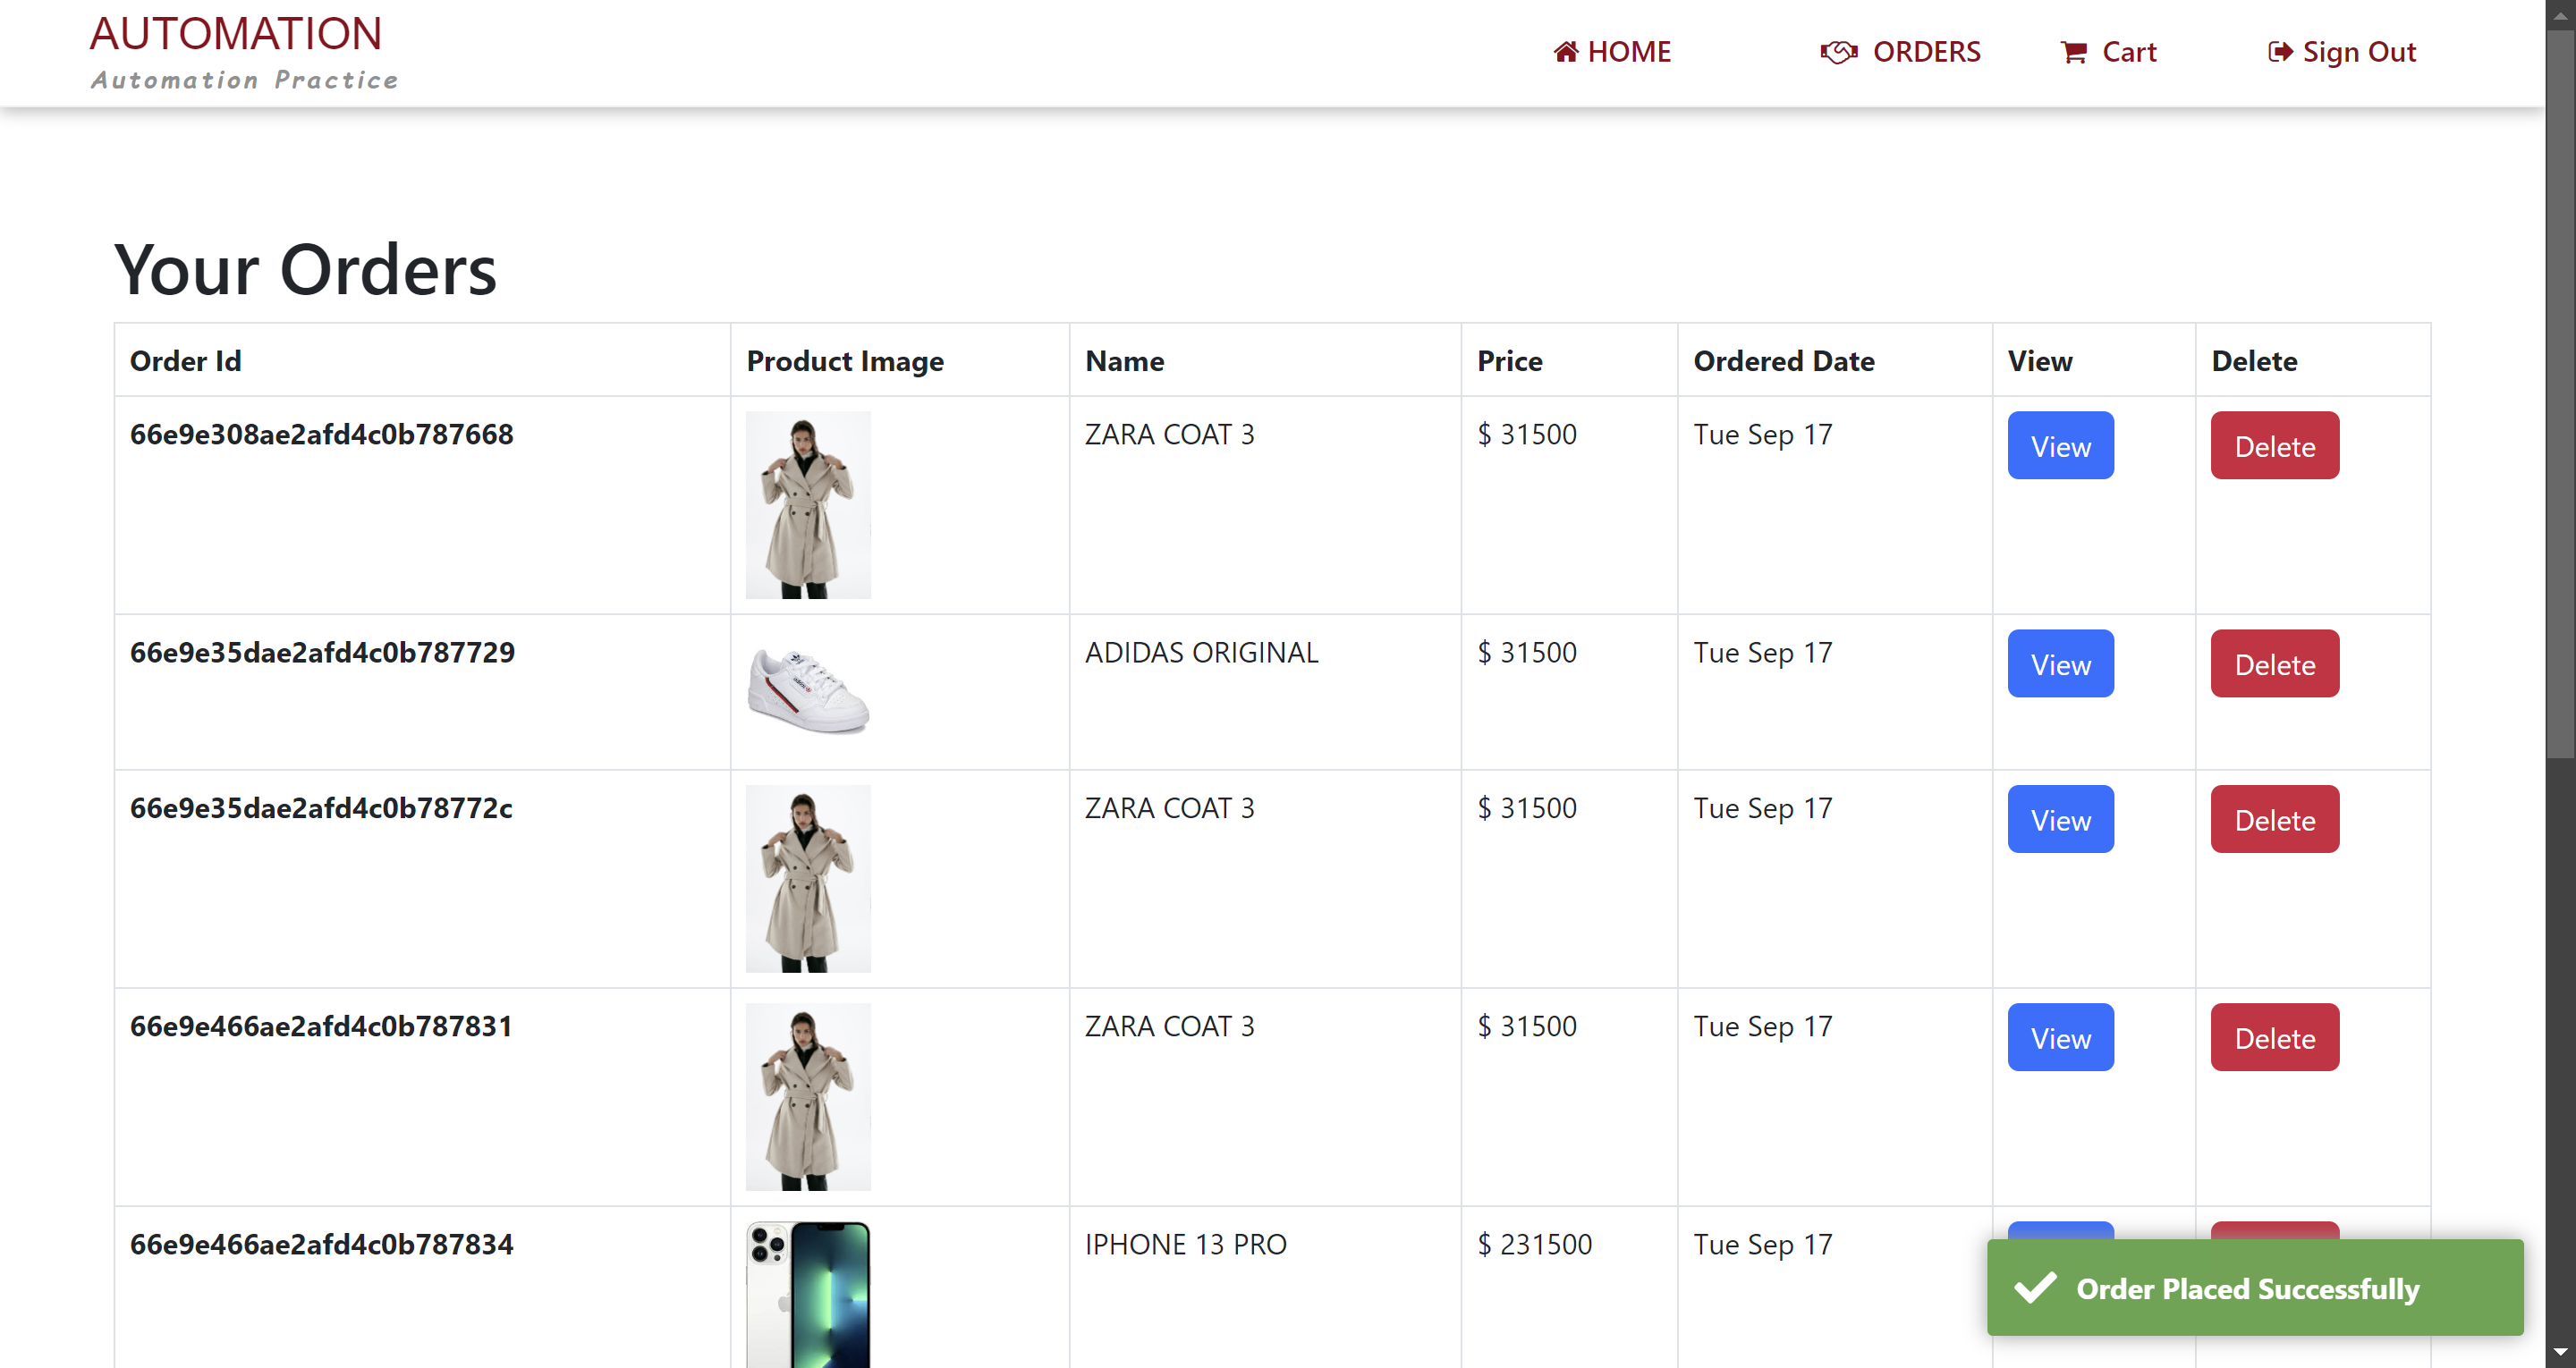 AUTOMATION
Automation Practice
HOME
ORDERS
Cart
Sign Out
Your Orders
Order Id Product Image Name Price Ordered Date View Delete
66e9e308ae2afd4c0b787668 ZARA COAT 3 $ 31500 Tue Sep 17 View Delete
66e9e35dae2afd4c0b787729 ADIDAS ORIGINAL $ 31500 Tue Sep 17 View Delete
66e9e35dae2afd4c0b78772c ZARA COAT 3 $ 31500 Tue Sep 17 View Delete
66e9e466ae2afd4c0b787831 ZARA COAT 3 $ 31500 Tue Sep 17 View Delete
66e9e466ae2afd4c0b787834 IPHONE 13 PRO $ 231500 Tue Sep 17
Order Placed Successfully